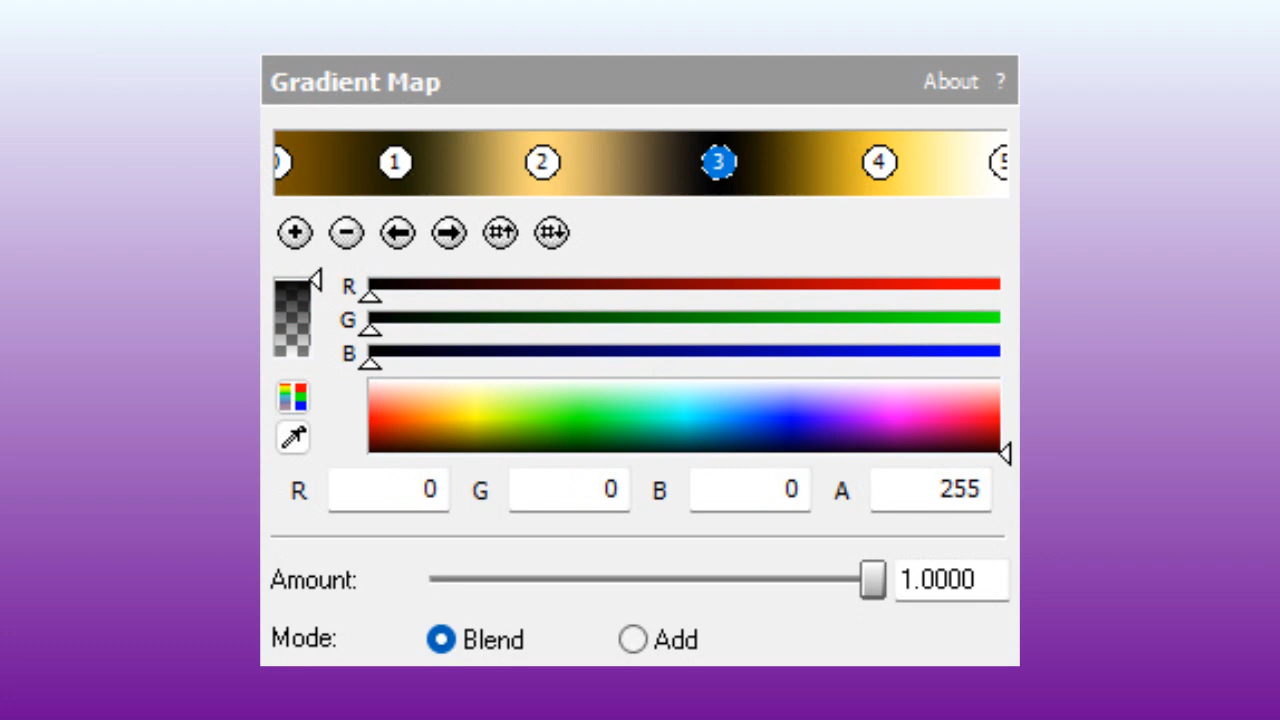 Gradient Map About ?
1 2 3 4
R
G
B
R 0 G 0 B 0 A 255
Amount: 1.0000
Mode: Blend Add